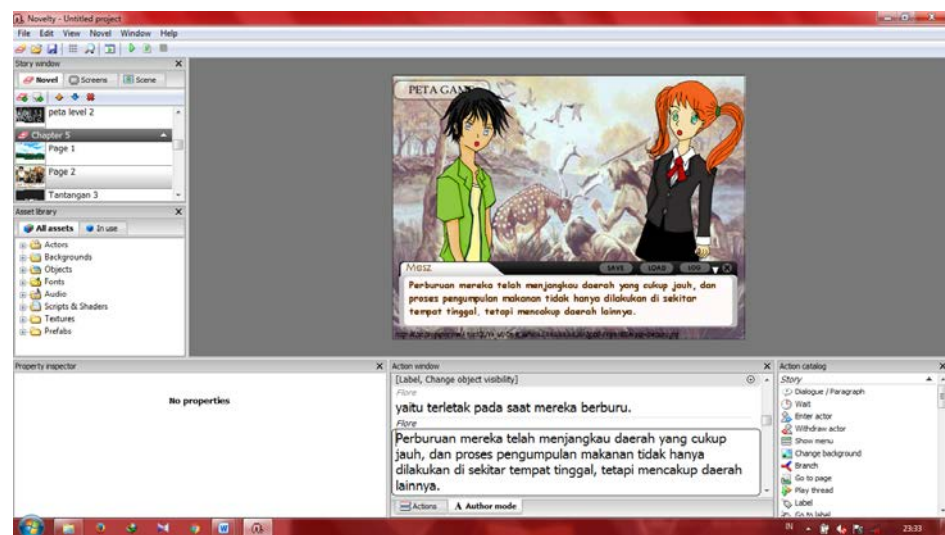 Novelty - Untitled project
File Edit View Novel Window Help
Story window
Novel Screens Scene
peta level 2
Chapter 5
Page 1
Page 2
Tantangan 3
Asset library
All assets In use
Actors
Backgrounds
Objects
Fonts
Audio
Scripts & Shaders
Textures
Prefabs
PETA GAME
Mosz
SAVE LOAD LOG
Perburuan mereka telah menjangkau daerah yang cukup jauh, dan
proses pengumpulan makanan tidak hanya dilakukan di sekitar
tempat tinggal, tetapi mencakup daerah lainnya.
Property inspector
No properties
Action window
[Label, Change object visibility]
Flore
yaitu terletak pada saat mereka berburu.
Flore
Perburuan mereka telah menjangkau daerah yang cukup
jauh, dan proses pengumpulan makanan tidak hanya
dilakukan di sekitar tempat tinggal, tetapi mencakup daerah
lainnya.
Actions Author mode
Action catalog
Story
Dialogue / Paragraph
Wait
Enter actor
Withdraw actor
Show menu
Change background
Branch
Go to page
Play thread
Label
Go to label
IN 23:33